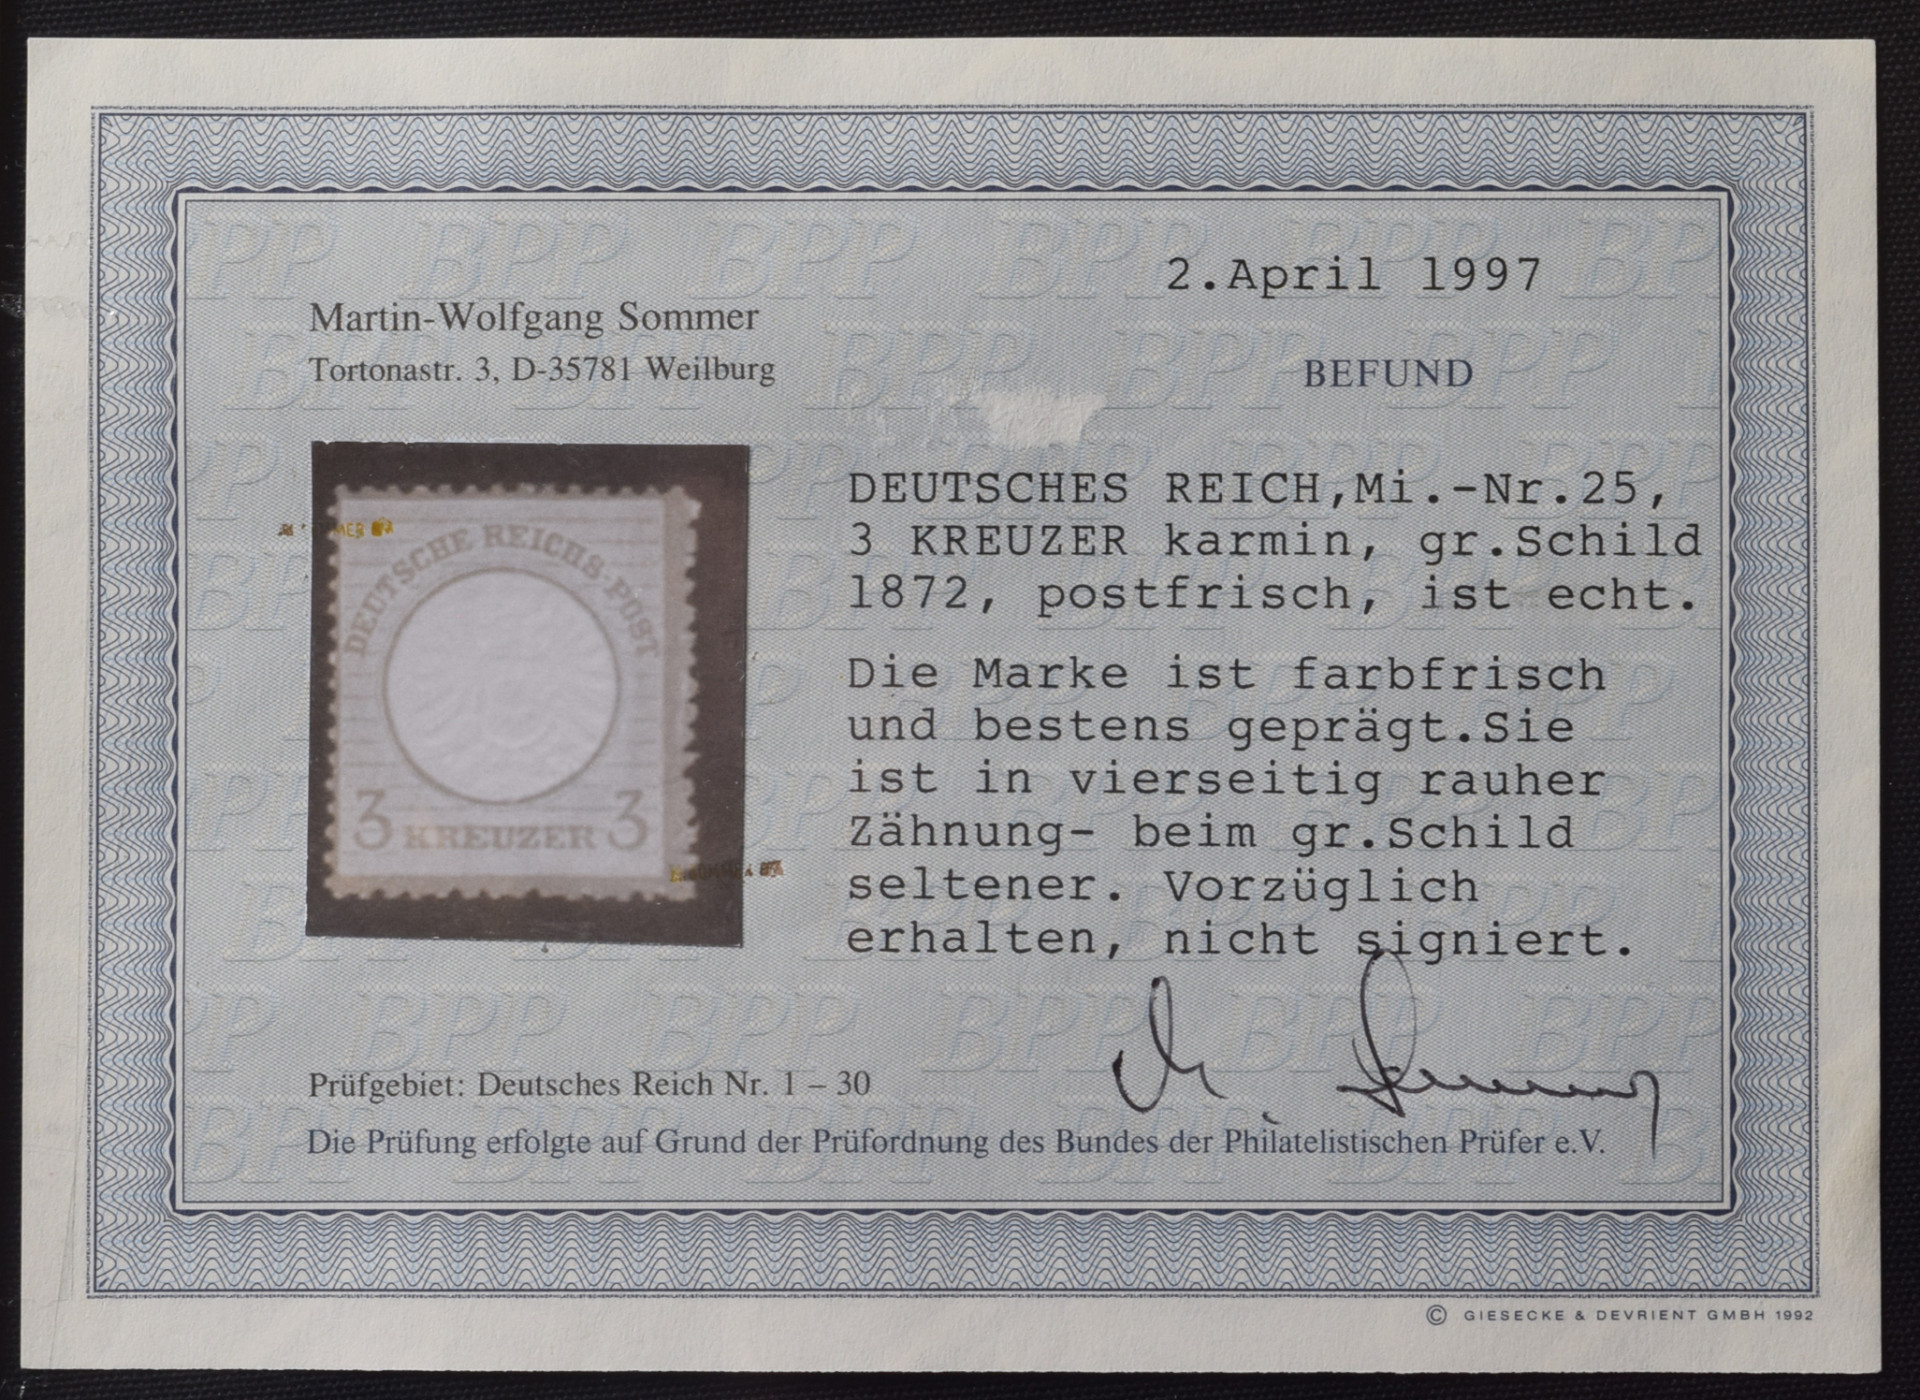 2.April 1997
Martin-Wolfgang Sommer
Tortonastr. 3, D-35781 Weilburg
BEFUND
DEUTSCHE REICHS-POST
3 KREUZER 3
DEUTSCHES REICH,Mi.-Nr.25,
3 KREUZER karmin, gr.Schild
1872, postfrisch, ist echt.
Die Marke ist farbfrisch
und bestens geprägt.Sie
ist in vierseitig rauher
Zähnung- beim gr.Schild
seltener. Vorzüglich
erhalten, nicht signiert.
Prüfgebiet: Deutsches Reich Nr. 1 – 30
Die Prüfung erfolgte auf Grund der Prüfordnung des Bundes der Philatelistischen Prüfer e.V.
© GIESECKE & DEVRIENT GMBH 1992